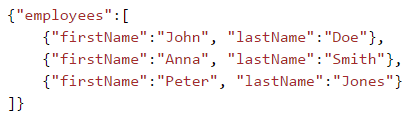 {"employees":[
    {"firstName":"John", "lastName":"Doe"},
    {"firstName":"Anna", "lastName":"Smith"},
    {"firstName":"Peter", "lastName":"Jones"}
]}